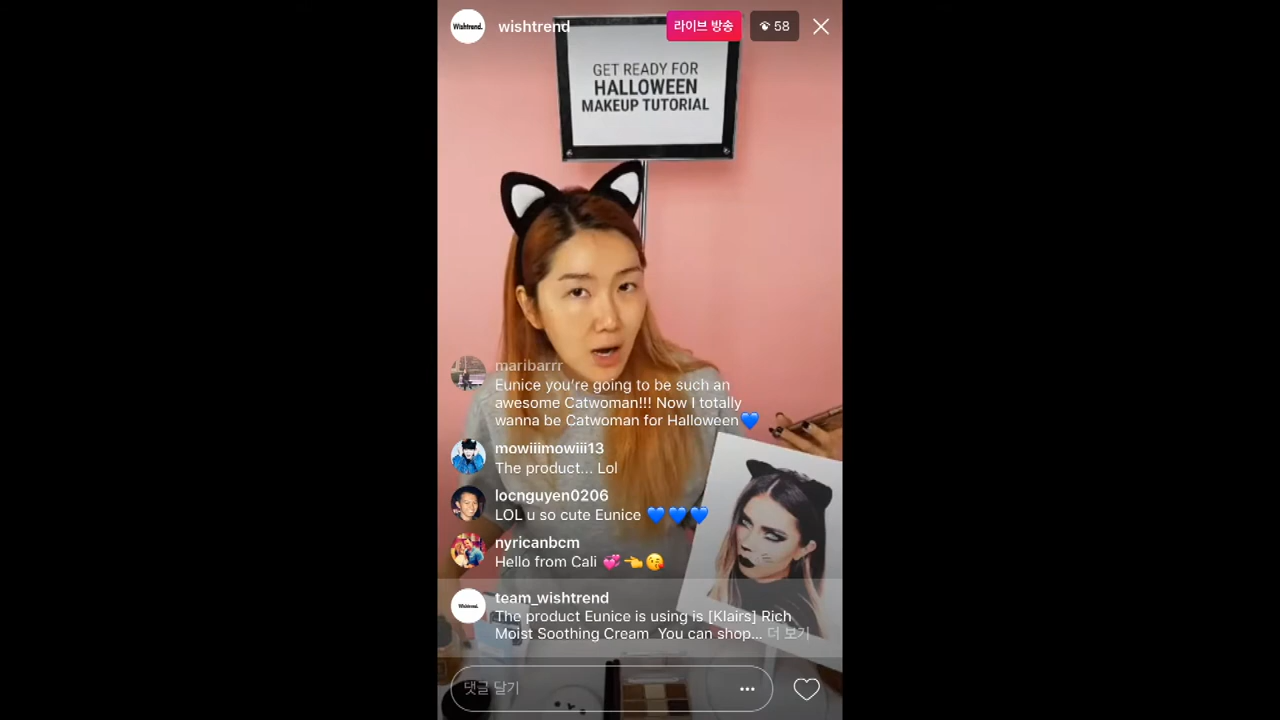 Wishtrend.
wishtrend
라이브 방송
58
GET READY FOR
HALLOWEEN
MAKEUP TUTORIAL
maribarrr
Eunice you're going to be such an
awesome Catwoman!!! Now I totally
wanna be Catwoman for Halloween💙
mowiiimowiii13
The product... Lol
locnguyen0206
LOL u so cute Eunice 💙💙💙
nyricanbcm
Hello from Cali 💞👈😘
Wishtrend.
team_wishtrend
The product Eunice is using is [Klairs] Rich
Moist Soothing Cream  You can shop... 더 보기
댓글 달기